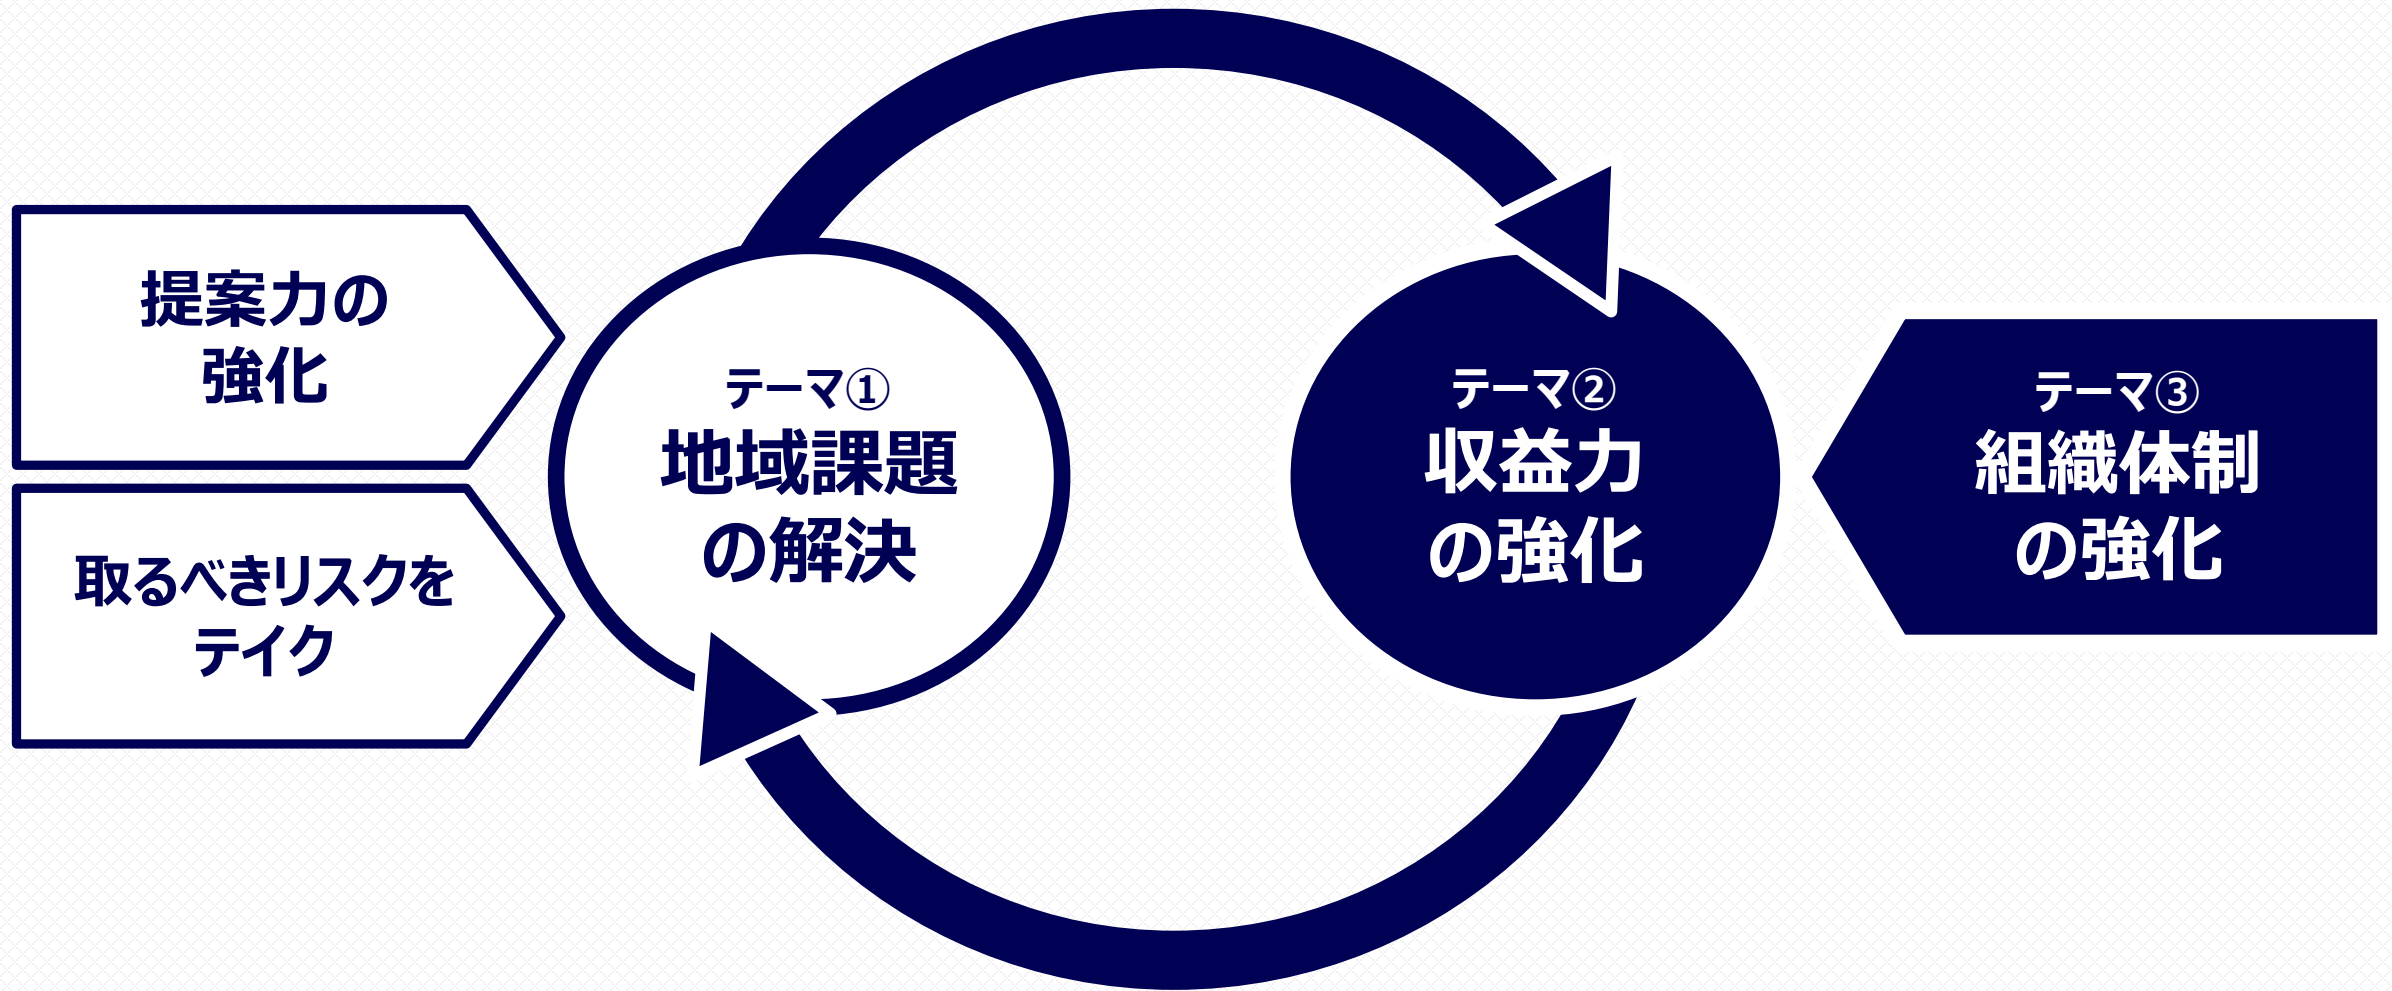 提案力の
強化
取るべきリスクを
テイク
テーマ①
地域課題
の解決
テーマ②
収益力
の強化
テーマ③
組織体制
の強化